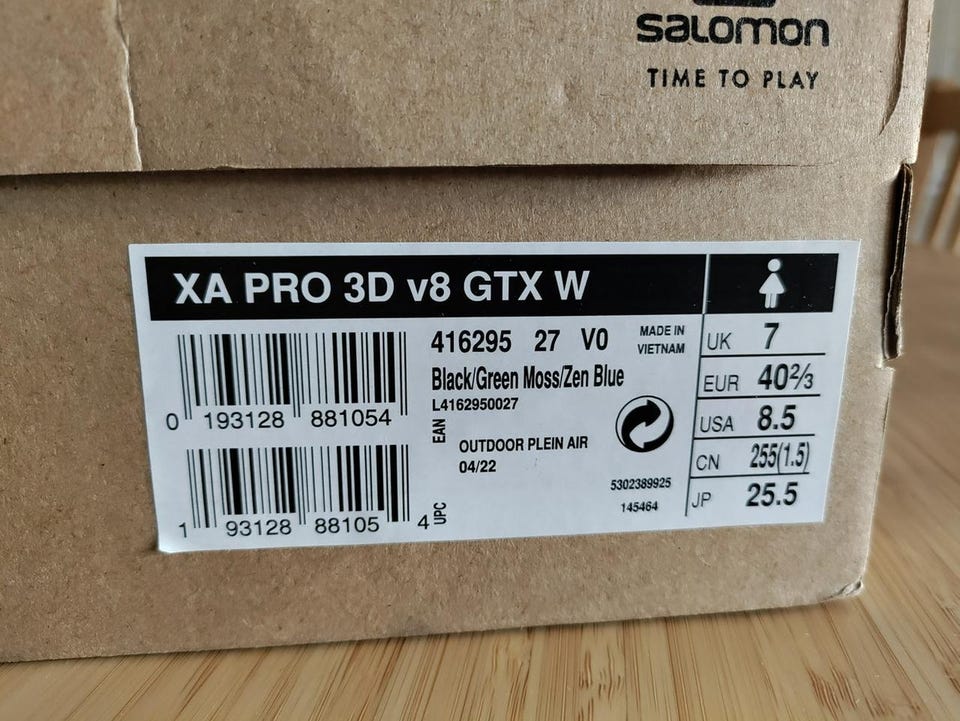 salomon
TIME TO PLAY
XA PRO 3D v8 GTX W
416295 27 V0
MADE IN
VIETNAM
Black/Green Moss/Zen Blue
L4162950027
EAN
0 193128 881054
OUTDOOR PLEIN AIR
04/22
5302389925
145464
1 93128 88105 4
UPC
UK 7
EUR 40⅔
USA 8.5
CN 255(1.5)
JP 25.5